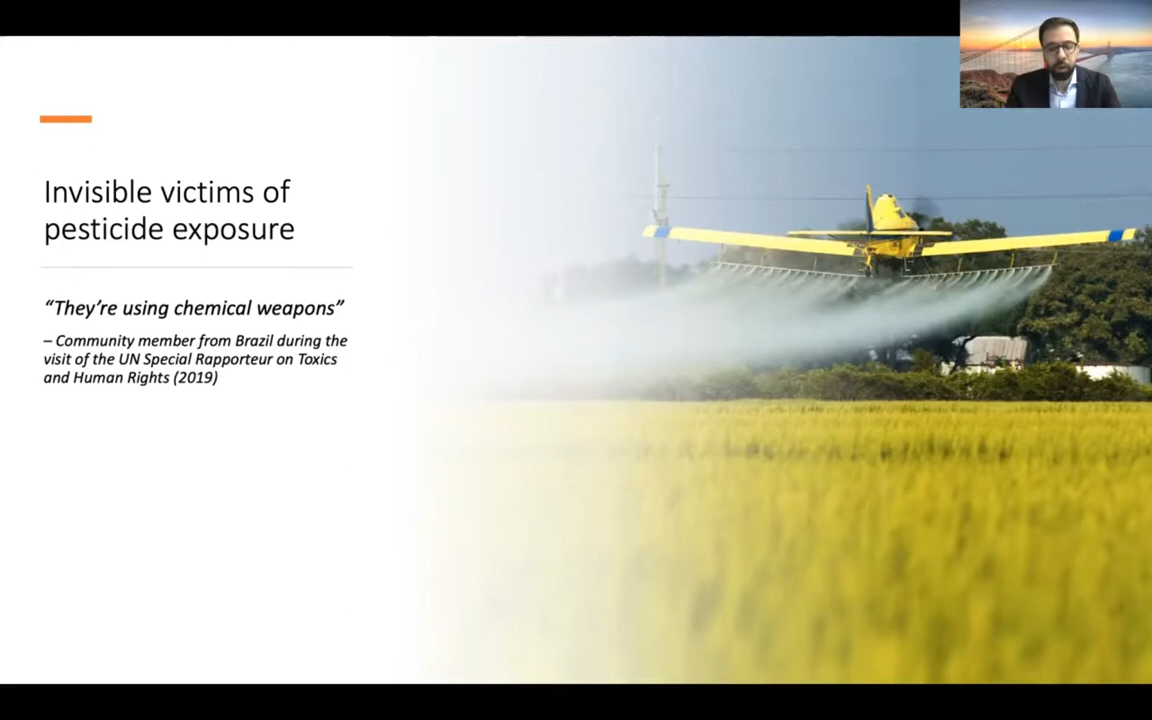 Invisible victims of
pesticide exposure
“They’re using chemical weapons”
– Community member from Brazil during the
visit of the UN Special Rapporteur on Toxics
and Human Rights (2019)